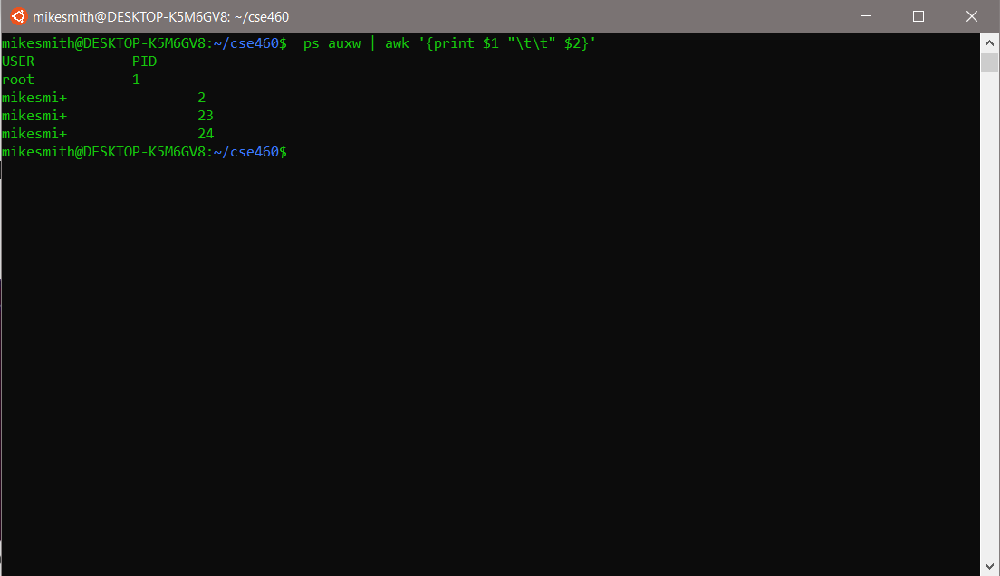 mikesmith@DESKTOP-K5M6GV8: ~/cse460
mikesmith@DESKTOP-K5M6GV8:~/cse460$  ps auxw | awk '{print $1 "\t\t" $2}'
USER            PID
root            1
mikesmi+                2
mikesmi+                23
mikesmi+                24
mikesmith@DESKTOP-K5M6GV8:~/cse460$